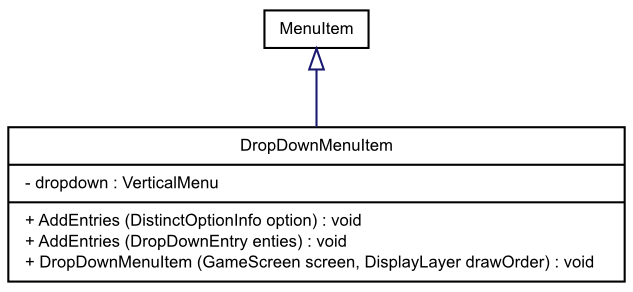 MenuItem
DropDownMenuItem
- dropdown : VerticalMenu
+ AddEntries (DistinctOptionInfo option) : void
+ AddEntries (DropDownEntry enties) : void
+ DropDownMenuItem (GameScreen screen, DisplayLayer drawOrder) : void